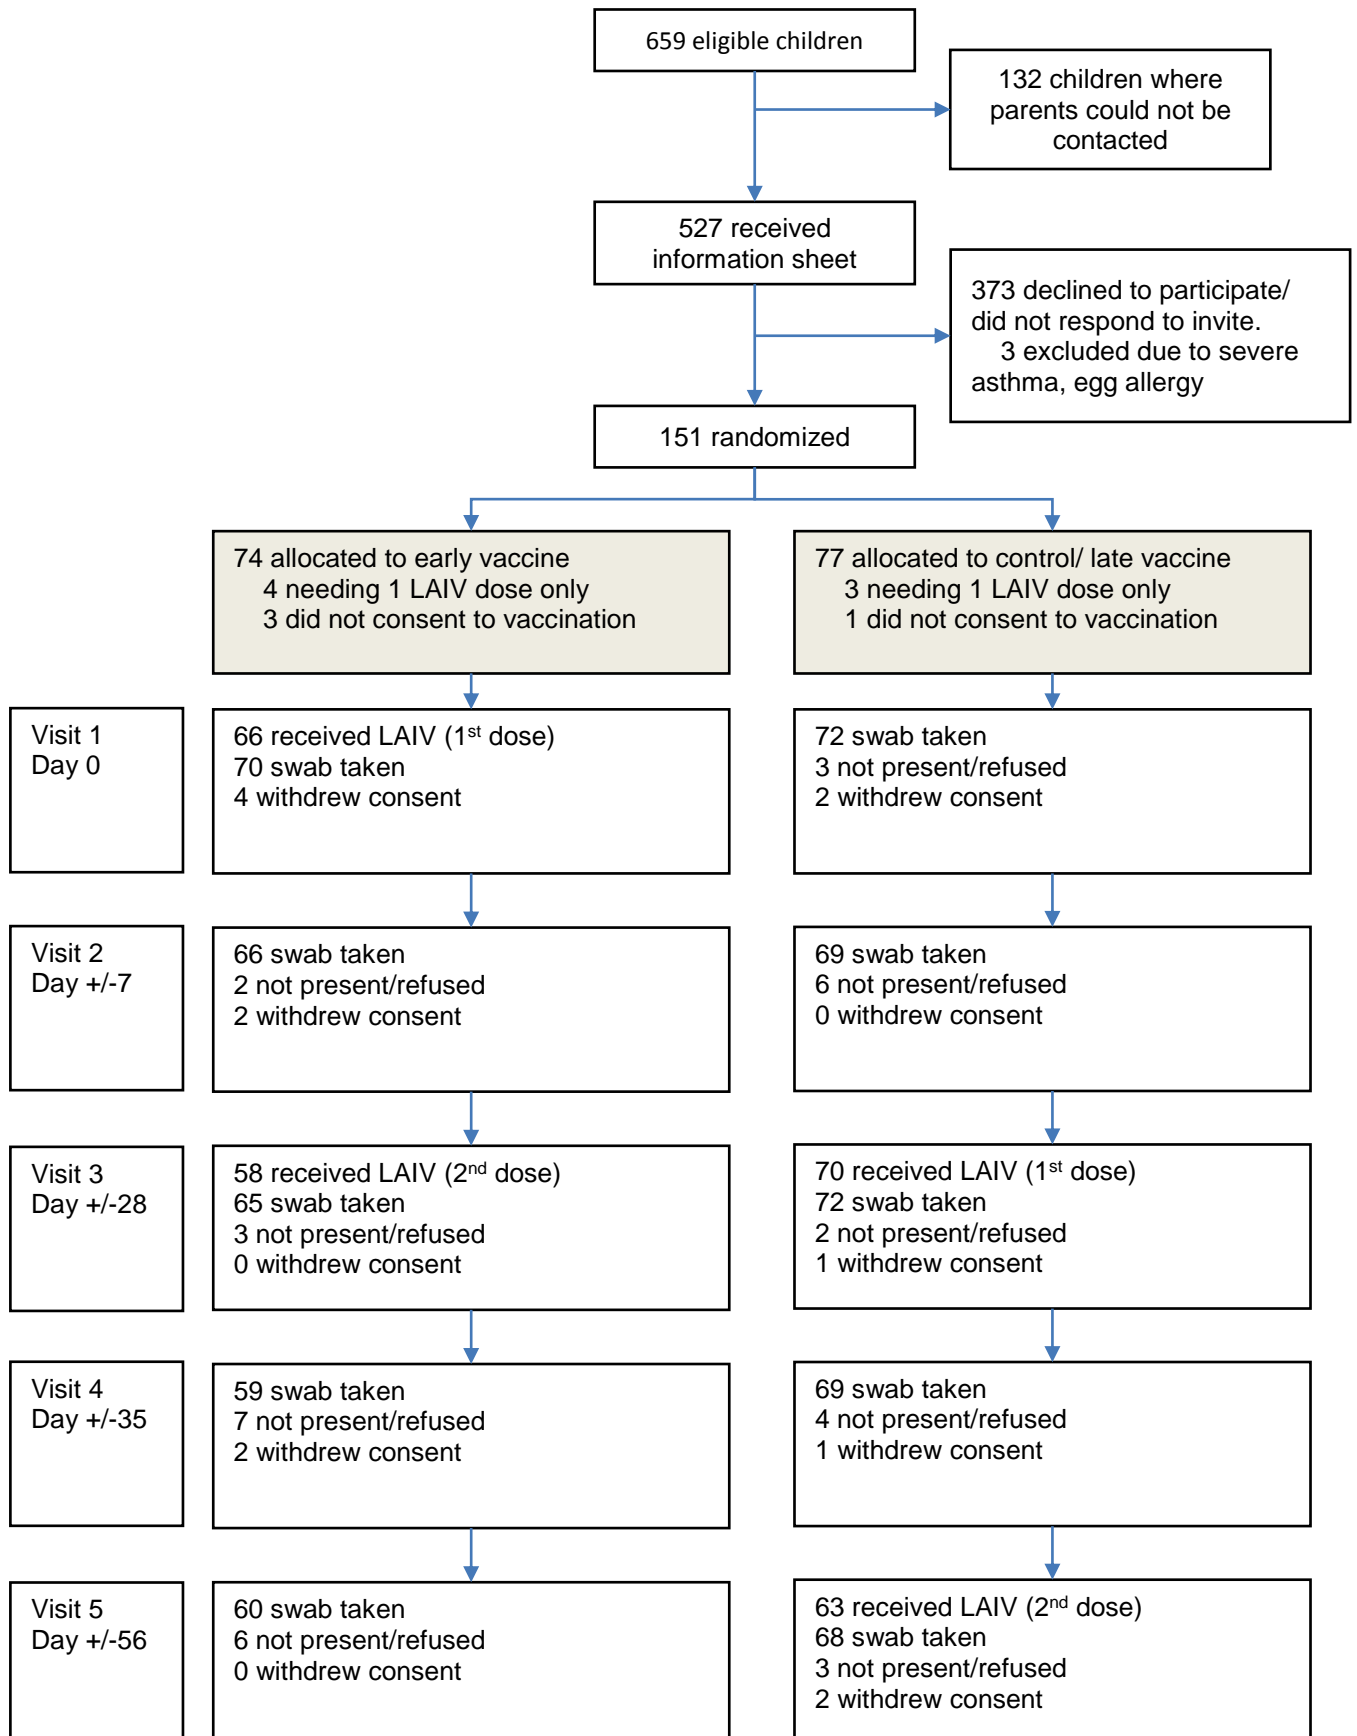 659 eligible children
132 children where
parents could not be
contacted
527 received
information sheet
373 declined to participate/
did not respond to invite.
3 excluded due to severe
asthma, egg allergy
151 randomized
74 allocated to early vaccine
4 needing 1 LAIV dose only
3 did not consent to vaccination
77 allocated to control/ late vaccine
3 needing 1 LAIV dose only
1 did not consent to vaccination
Visit 1
Day 0
66 received LAIV (1st dose)
70 swab taken
4 withdrew consent
72 swab taken
3 not present/refused
2 withdrew consent
Visit 2
Day +/-7
66 swab taken
2 not present/refused
2 withdrew consent
69 swab taken
6 not present/refused
0 withdrew consent
Visit 3
Day +/-28
58 received LAIV (2nd dose)
65 swab taken
3 not present/refused
0 withdrew consent
70 received LAIV (1st dose)
72 swab taken
2 not present/refused
1 withdrew consent
Visit 4
Day +/-35
59 swab taken
7 not present/refused
2 withdrew consent
69 swab taken
4 not present/refused
1 withdrew consent
Visit 5
Day +/-56
60 swab taken
6 not present/refused
0 withdrew consent
63 received LAIV (2nd dose)
68 swab taken
3 not present/refused
2 withdrew consent